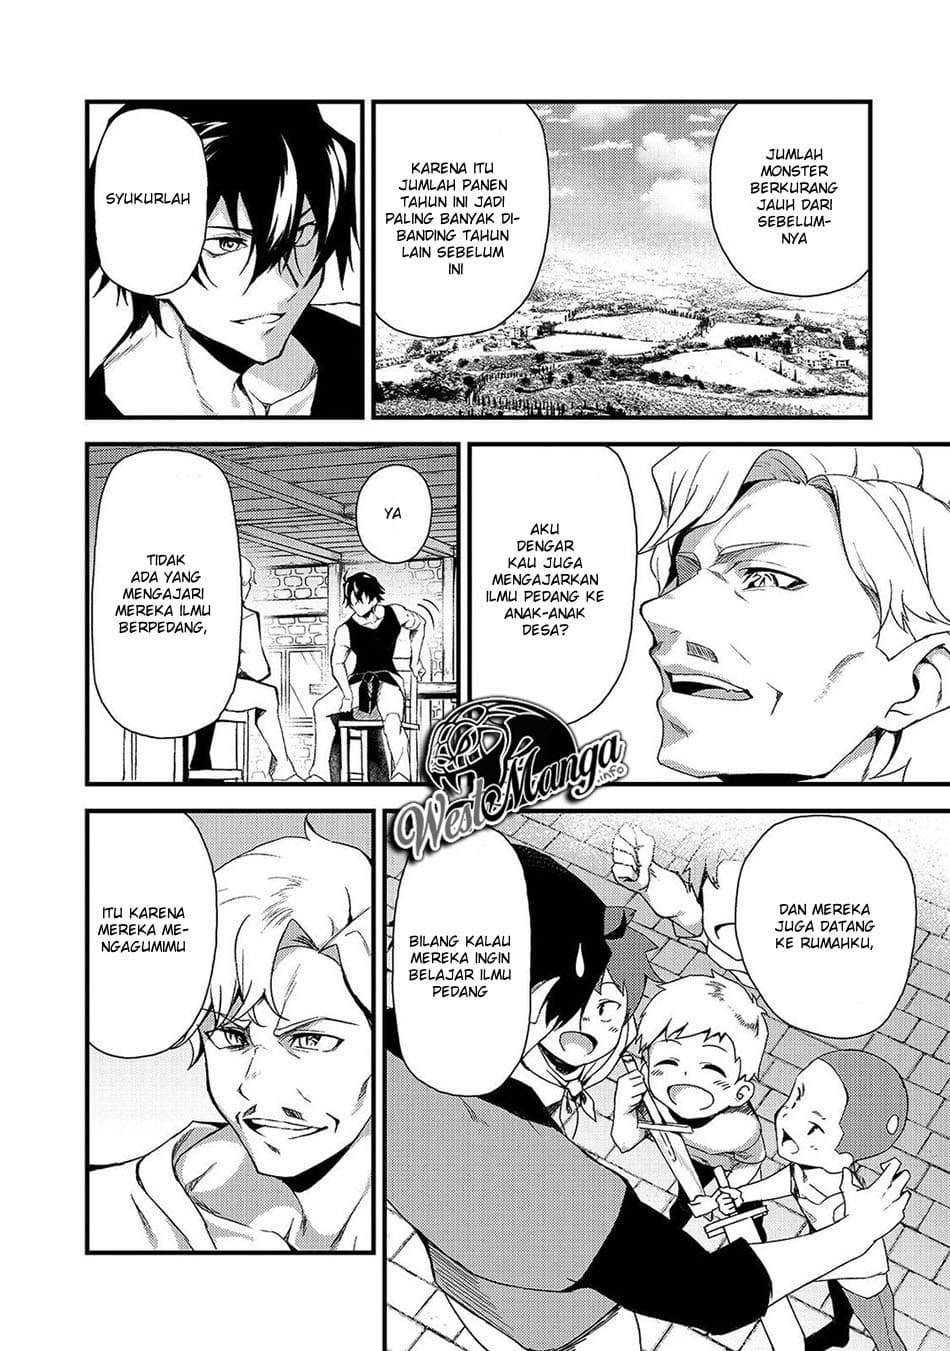 JUMLAH
MONSTER
BERKURANG
JAUH DARI
SEBELUM-
NYA
KARENA ITU
JUMLAH PANEN
TAHUN INI JADI
PALING BANYAK DI-
BANDING TAHUN
LAIN SEBELUM
INI
SYUKURLAH
AKU
DENGAR
KAU JUGA
MENGAJARKAN
ILMU PEDANG KE
ANAK-ANAK
DESA?
YA
TIDAK
ADA YANG
MENGAJARI
MEREKA ILMU
BERPEDANG,
WestManga
.info
DAN MEREKA
JUGA DATANG
KE RUMAHKU,
BILANG KALAU
MEREKA INGIN
BELAJAR ILMU
PEDANG
ITU KARENA
MEREKA ME-
NGAGUMIMU